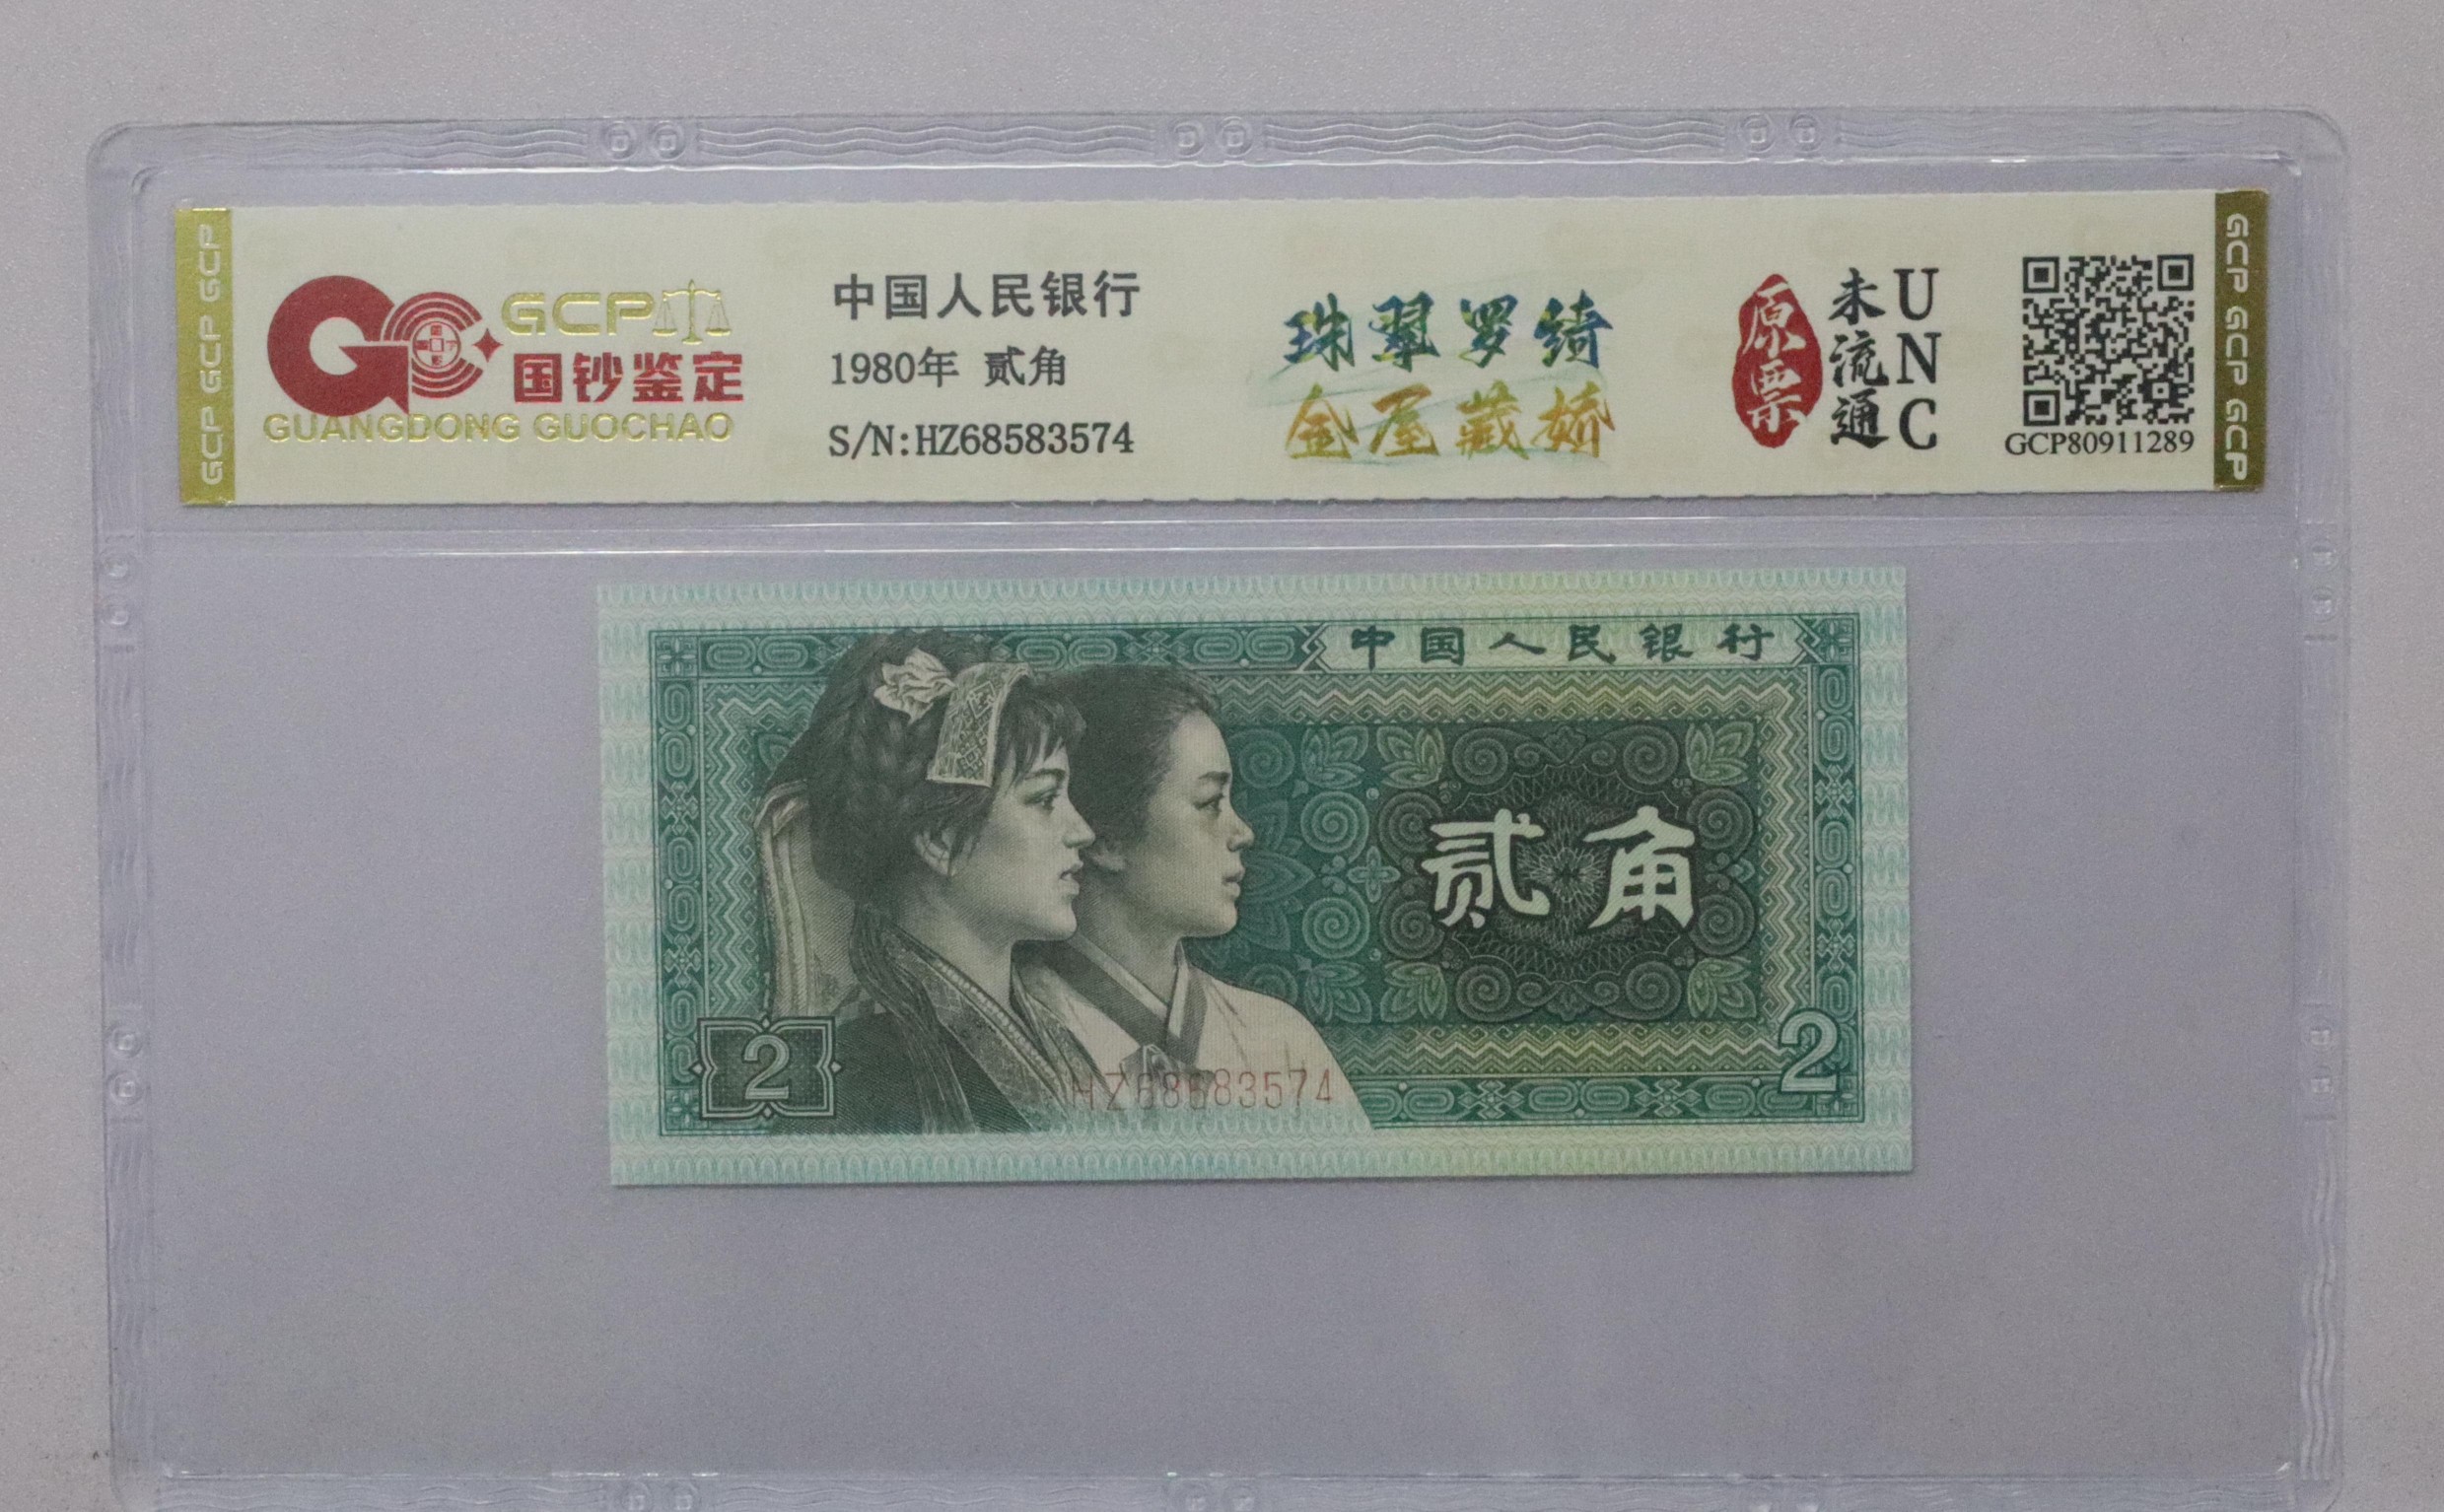 GCP GCP GCP
GCP
国钞鉴定
GUANGDONG GUOCHAO
中国人民银行
1980年 贰角
S/N:HZ68583574
珠翠罗绮
金屋藏娇
原票
未流通
UNC
GCP80911289
GCP GCP GCP
中国人民银行
贰角
2
2
HZ68583574